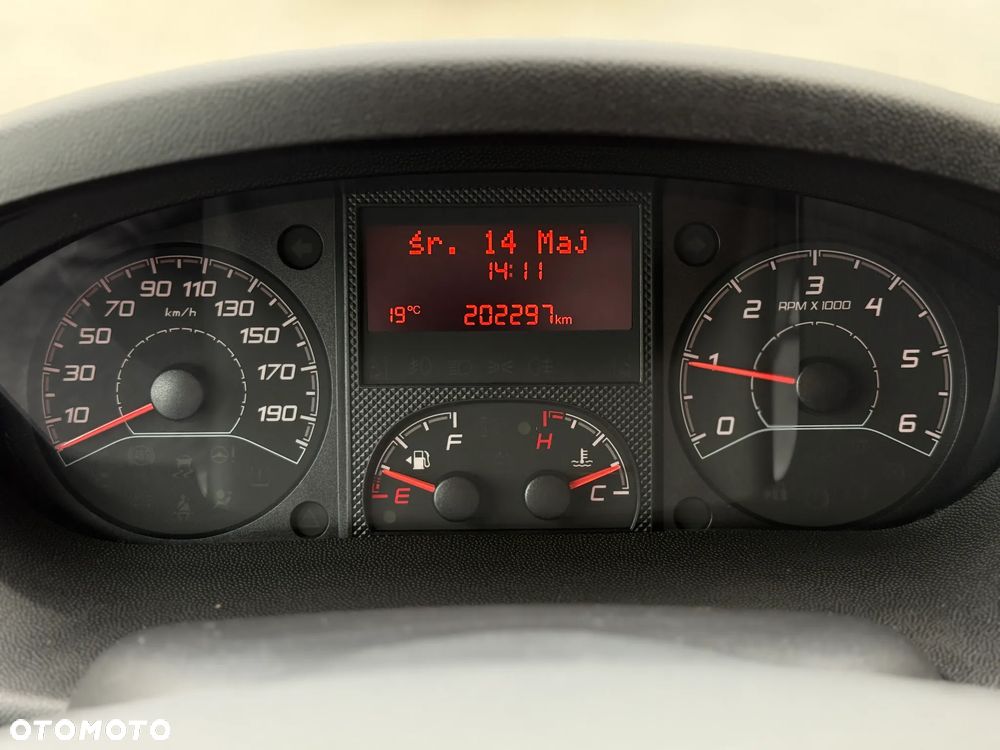 śr. 14 Maj
14:11
19°C 202297km
10 30 50 70 90 110 130 150 170 190
km/h
0 1 2 3 4 5 6
RPM X 1000
E F
H C
OTOMOTO